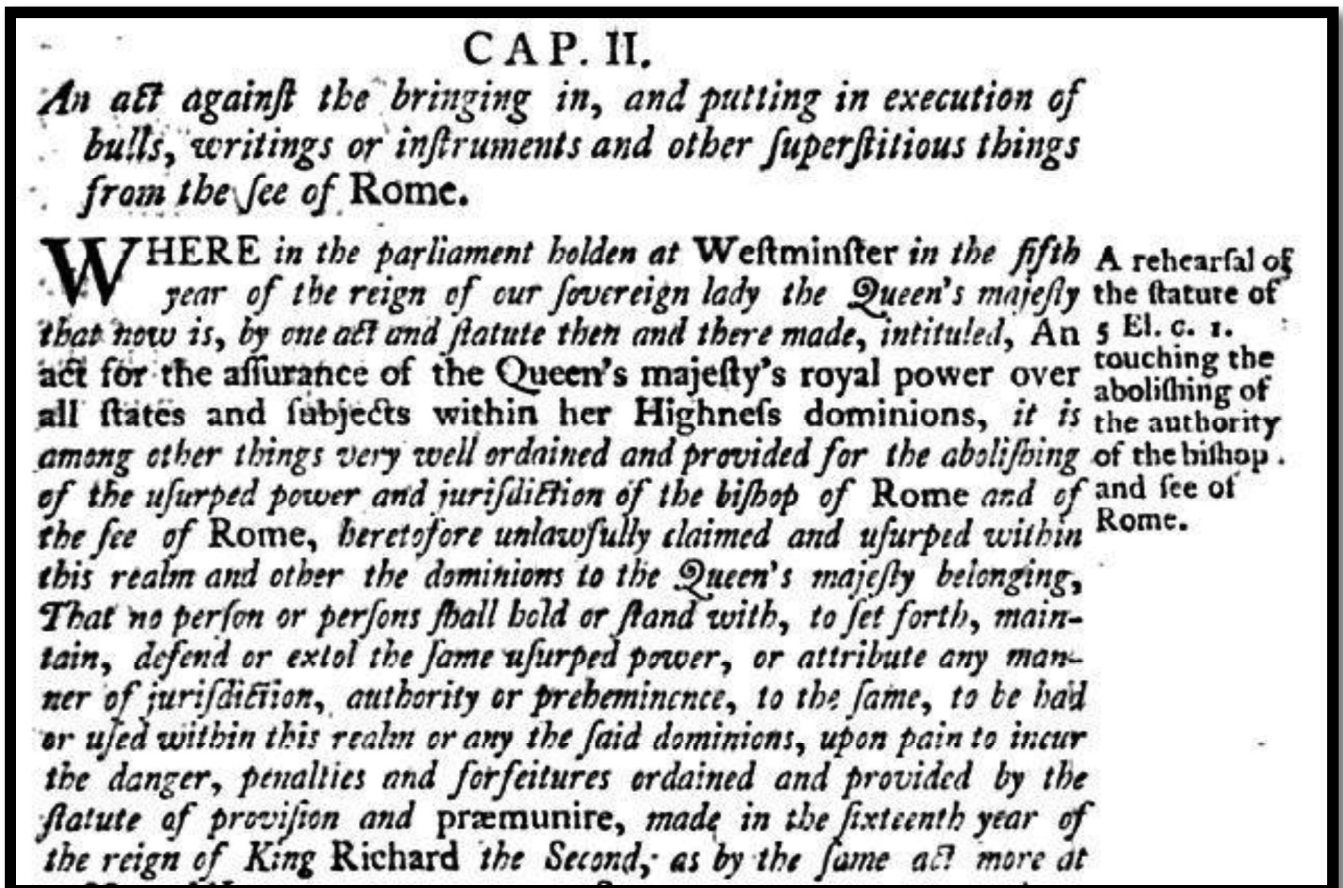 CAP. II.
An act againſt the bringing in, and putting in execution of
bulls, writings or inſtruments and other ſuperſtitious things
from the ſee of Rome.
WHERE in the parliament holden at Weſtminſter in the fifth
year of the reign of our ſovereign lady the Queen's majeſty
that now is, by one act and ſtatute then and there made, intituled, An
act for the aſſurance of the Queen's majeſty's royal power over
all ſtates and ſubjects within her Highneſs dominions, it is
among other things very well ordained and provided for the aboliſhing
of the uſurped power and juriſdiction of the biſhop of Rome and of
the ſee of Rome, heretofore unlawfully claimed and uſurped within
this realm and other the dominions to the Queen's majeſty belonging,
That no perſon or perſons ſhall hold or ſtand with, to ſet forth, main-
tain, defend or extol the ſame uſurped power, or attribute any man-
ner of juriſdiction, authority or preheminence, to the ſame, to be had
or uſed within this realm or any the ſaid dominions, upon pain to incur
the danger, penalties and forfeitures ordained and provided by the
ſtatute of proviſion and præmunire, made in the ſixteenth year of
the reign of King Richard the Second; as by the ſame act more at
A rehearſal of
the ſtature of
5 El. c. 1.
touching the
aboliſhing of
the authority
of the biſhop
and ſee of
Rome.